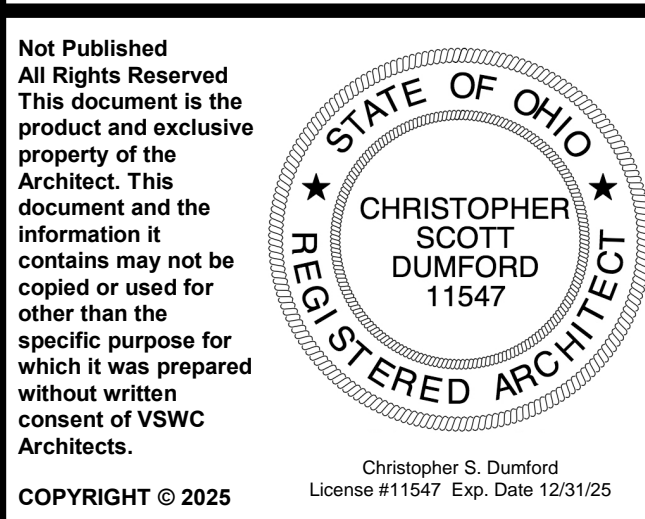 Not Published
All Rights Reserved
This document is the
product and exclusive
property of the
Architect. This
document and the
information it
contains may not be
copied or used for
other than the
specific purpose for
which it was prepared
without written
consent of VSWC
Architects.
COPYRIGHT © 2025
STATE OF OHIO
★ ★
CHRISTOPHER
SCOTT
DUMFORD
11547
REGISTERED ARCHITECT
Christopher S. Dumford
License #11547 Exp. Date 12/31/25